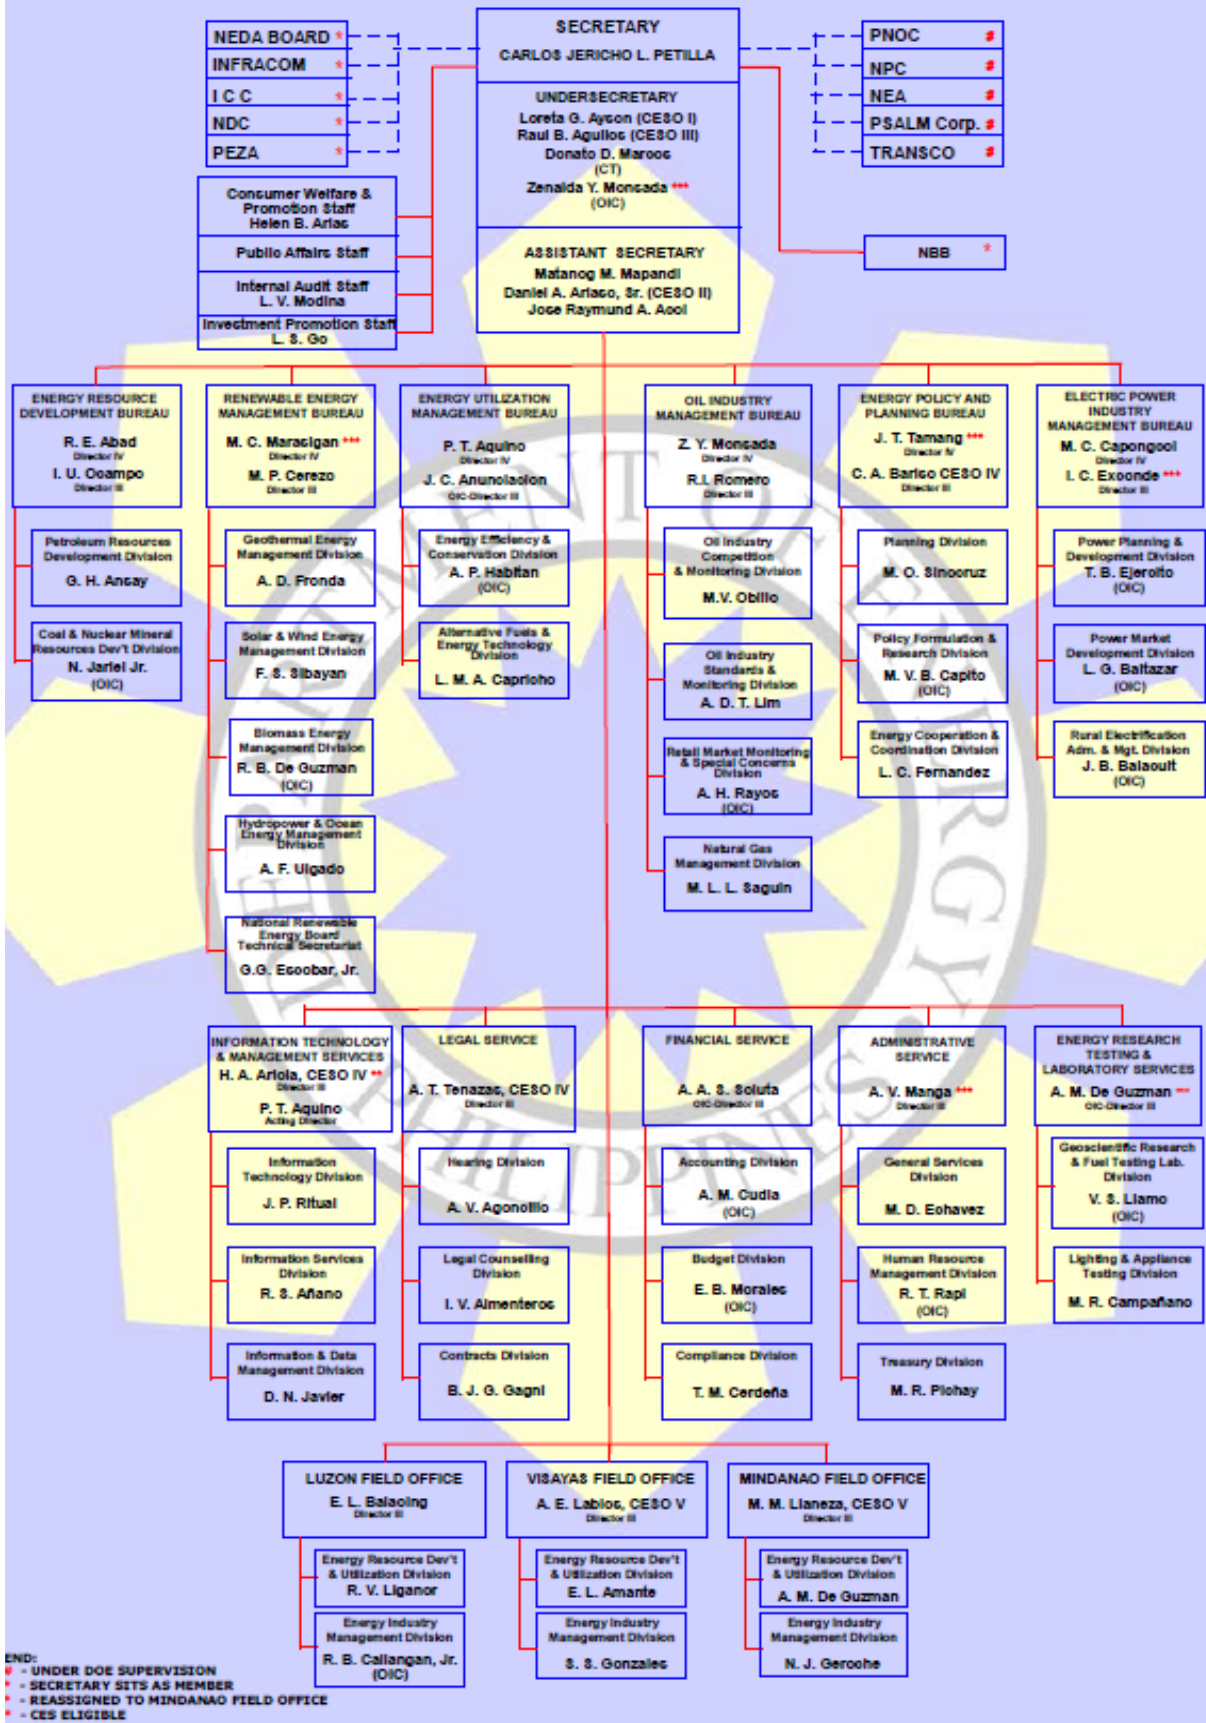 NEDA BOARD *
INFRACOM *
I C C *
NDC *
PEZA *
SECRETARY
CARLOS JERICHO L. PETILLA
UNDERSECRETARY
Loreta G. Ayson (CESO I)
Raul B. Aguilos (CESO III)
Donato D. Marcos
(CT)
Zenaida Y. Monsada ***
(OIC)
ASSISTANT SECRETARY
Matanog M. Mapandi
Daniel A. Ariaso, Sr. (CESO II)
Jose Raymund A. Acol
PNOC #
NPC #
NEA #
PSALM Corp. #
TRANSCO #
NBB *
Consumer Welfare &
Promotion Staff
Helen B. Arias
Public Affairs Staff
Internal Audit Staff
L. V. Modina
Investment Promotion Staff
L. S. Go
ENERGY RESOURCE
DEVELOPMENT BUREAU
R. E. Abad
Director IV
I. U. Ocampo
Director III
Petroleum Resources
Development Division
G. H. Ansay
Coal & Nuclear Mineral
Resources Dev't Division
N. Jariel Jr.
(OIC)
RENEWABLE ENERGY
MANAGEMENT BUREAU
M. C. Marasigan ***
Director IV
M. P. Cerezo
Director III
Geothermal Energy
Management Division
A. D. Fronda
Solar & Wind Energy
Management Division
F. S. Sibayan
Biomass Energy
Management Division
R. B. De Guzman
(OIC)
Hydropower & Ocean
Energy Management
Division
A. F. Ulgado
National Renewable
Energy Board
Technical Secretariat
G.G. Escobar, Jr.
ENERGY UTILIZATION
MANAGEMENT BUREAU
P. T. Aquino
Director IV
J. C. Anunciacion
OIC-Director III
Energy Efficiency &
Conservation Division
A. P. Habitan
(OIC)
Alternative Fuels &
Energy Technology
Division
L. M. A. Capricho
OIL INDUSTRY
MANAGEMENT BUREAU
Z. Y. Monsada
Director IV
R.I. Romero
Director III
Oil Industry
Competition
& Monitoring Division
M.V. Obillo
Oil Industry
Standards &
Monitoring Division
A. D. T. Lim
Retail Market Monitoring
& Special Concerns
Division
A. H. Rayos
(OIC)
Natural Gas
Management Division
M. L. L. Saguin
ENERGY POLICY AND
PLANNING BUREAU
J. T. Tamang ***
Director IV
C. A. Bariso CESO IV
Director III
Planning Division
M. O. Sinocruz
Policy Formulation &
Research Division
M. V. B. Capito
(OIC)
Energy Cooperation &
Coordination Division
L. C. Fernandez
ELECTRIC POWER
INDUSTRY
MANAGEMENT BUREAU
M. C. Capongcol
Director IV
I. C. Exconde ***
Director III
Power Planning &
Development Division
T. B. Ejercito
(OIC)
Power Market
Development Division
L. G. Baltazar
(OIC)
Rural Electrification
Adm. & Mgt. Division
J. B. Balaoult
(OIC)
INFORMATION TECHNOLOGY
& MANAGEMENT SERVICES
H. A. Ariola, CESO IV **
Director III
P. T. Aquino
Acting Director
Information
Technology Division
J. P. Ritual
Information Services
Division
R. S. Añano
Information & Data
Management Division
D. N. Javier
LEGAL SERVICE
A. T. Tenazas, CESO IV
Director III
Hearing Division
A. V. Agoncillo
Legal Counselling
Division
I. V. Almenteros
Contracts Division
B. J. G. Gagni
FINANCIAL SERVICE
A. A. S. Soluta
OIC-Director III
Accounting Division
A. M. Cudia
(OIC)
Budget Division
E. B. Morales
(OIC)
Compliance Division
T. M. Cerdeña
ADMINISTRATIVE
SERVICE
A. V. Manga ***
Director III
General Services
Division
M. D. Echavez
Human Resource
Management Division
R. T. Rapi
(OIC)
Treasury Division
M. R. Pichay
ENERGY RESEARCH
TESTING &
LABORATORY SERVICES
A. M. De Guzman ***
OIC-Director III
Geoscientific Research
& Fuel Testing Lab.
Division
V. S. Llamo
(OIC)
Lighting & Appliance
Testing Division
M. R. Campañano
LUZON FIELD OFFICE
E. L. Balaoing
Director III
Energy Resource Dev't
& Utilization Division
R. V. Liganor
Energy Industry
Management Division
R. B. Callangan, Jr.
(OIC)
VISAYAS FIELD OFFICE
A. E. Labios, CESO V
Director III
Energy Resource Dev't
& Utilization Division
E. L. Amante
Energy Industry
Management Division
S. S. Gonzales
MINDANAO FIELD OFFICE
M. M. Llaneza, CESO V
Director III
Energy Resource Dev't
& Utilization Division
A. M. De Guzman
Energy Industry
Management Division
N. J. Geroche
DEPARTMENT OF ENERGY
PHILIPPINES
END:
# - UNDER DOE SUPERVISION
* - SECRETARY SITS AS MEMBER
* - REASSIGNED TO MINDANAO FIELD OFFICE
* - CES ELIGIBLE